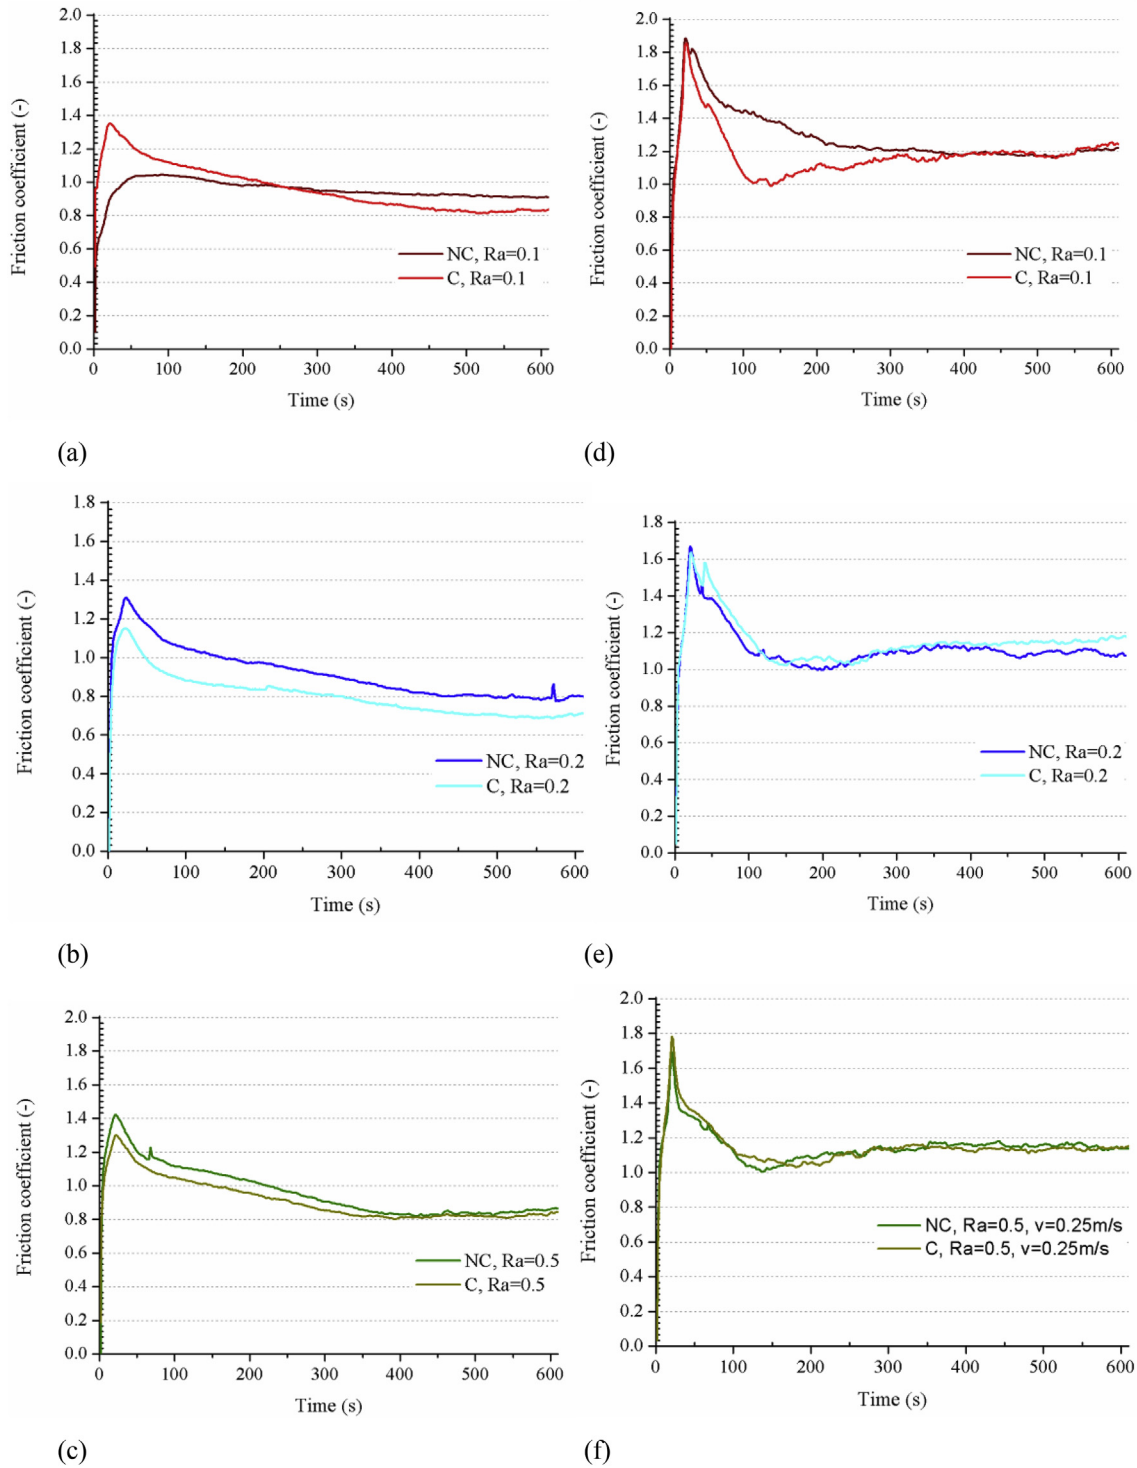 2.0
1.8
1.6
1.4
1.2
1.0
0.8
0.6
0.4
0.2
0.0
Friction coefficient (-)
NC, Ra=0.1
C, Ra=0.1
0 100 200 300 400 500 600
Time (s)
(a)
2.0
1.8
1.6
1.4
1.2
1.0
0.8
0.6
0.4
0.2
0.0
Friction coefficient (-)
NC, Ra=0.1
C, Ra=0.1
0 100 200 300 400 500 600
Time (s)
(d)
1.8
1.6
1.4
1.2
1.0
0.8
0.6
0.4
0.2
0.0
Friction coefficient (-)
NC, Ra=0.2
C, Ra=0.2
0 100 200 300 400 500 600
Time (s)
(b)
1.8
1.6
1.4
1.2
1.0
0.8
0.6
0.4
0.2
0.0
Friction coefficient (-)
NC, Ra=0.2
C, Ra=0.2
0 100 200 300 400 500 600
Time (s)
(e)
2.0
1.8
1.6
1.4
1.2
1.0
0.8
0.6
0.4
0.2
0.0
Friction coefficient (-)
NC, Ra=0.5
C, Ra=0.5
0 100 200 300 400 500 600
Time (s)
(c)
2.0
1.8
1.6
1.4
1.2
1.0
0.8
0.6
0.4
0.2
0.0
Friction coefficient (-)
NC, Ra=0.5, v=0.25m/s
C, Ra=0.5, v=0.25m/s
0 100 200 300 400 500 600
Time (s)
(f)